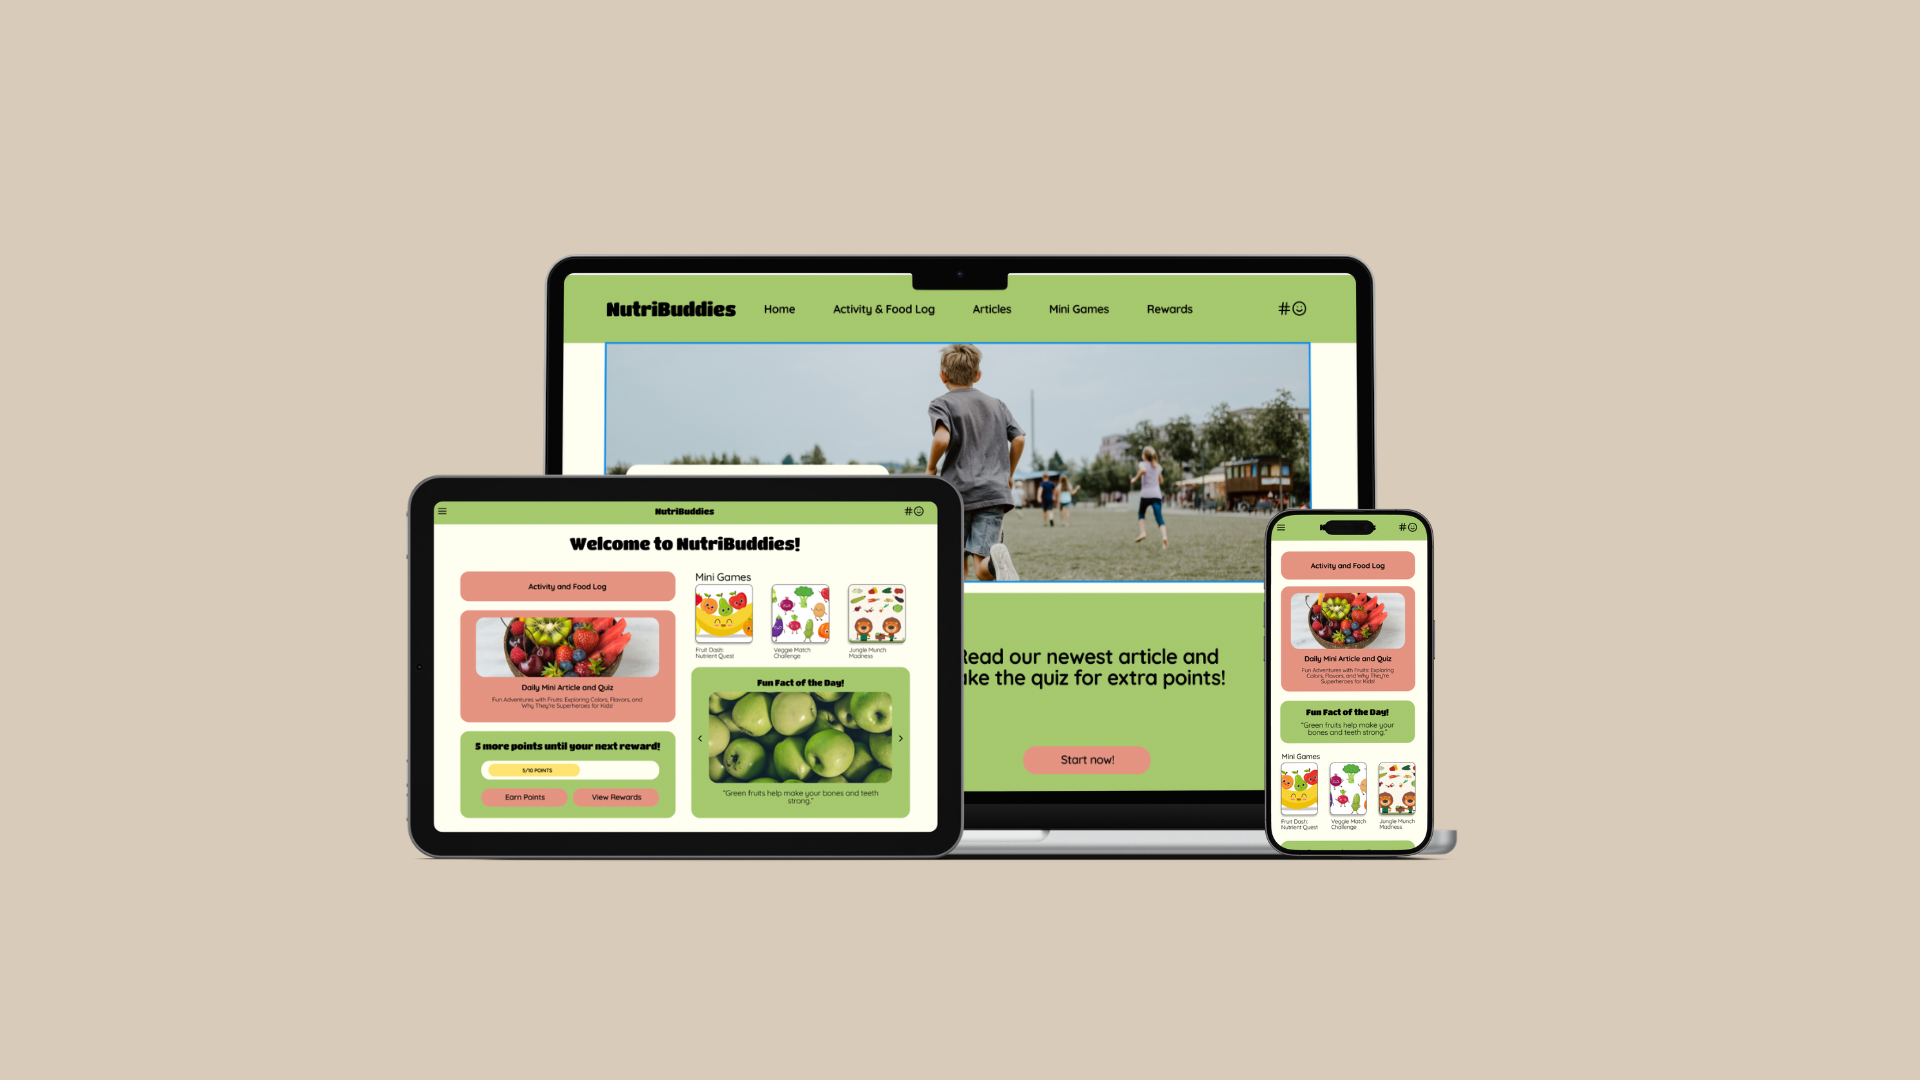 NutriBuddies Home Activity & Food Log Articles Mini Games Rewards #
Read our newest article and
the quiz for extra points!
Start now!
NutriBuddies #
Welcome to NutriBuddies!
Activity and Food Log
Daily Mini Article and Quiz
Fun Adventures with Fruits: Exploring Colors, Flavors, and
Why They're Superheroes for Kids!
5 more points until your next reward!
5/10 POINTS
Earn Points View Rewards
Mini Games
Fruit Dash:
Nutrient Quest
Veggie Match
Challenge
Jungle Munch
Madness
Fun Fact of the Day!
"Green fruits help make your bones and teeth
strong."
#
Activity and Food Log
Daily Mini Article and Quiz
Fun Adventures with Fruits: Exploring
Colors, Flavors, and Why They're
Superheroes for Kids!
Fun Fact of the Day!
"Green fruits help make your
bones and teeth strong."
Mini Games
Fruit Dash:
Nutrient Quest
Veggie Match
Challenge
Jungle Munch
Madness